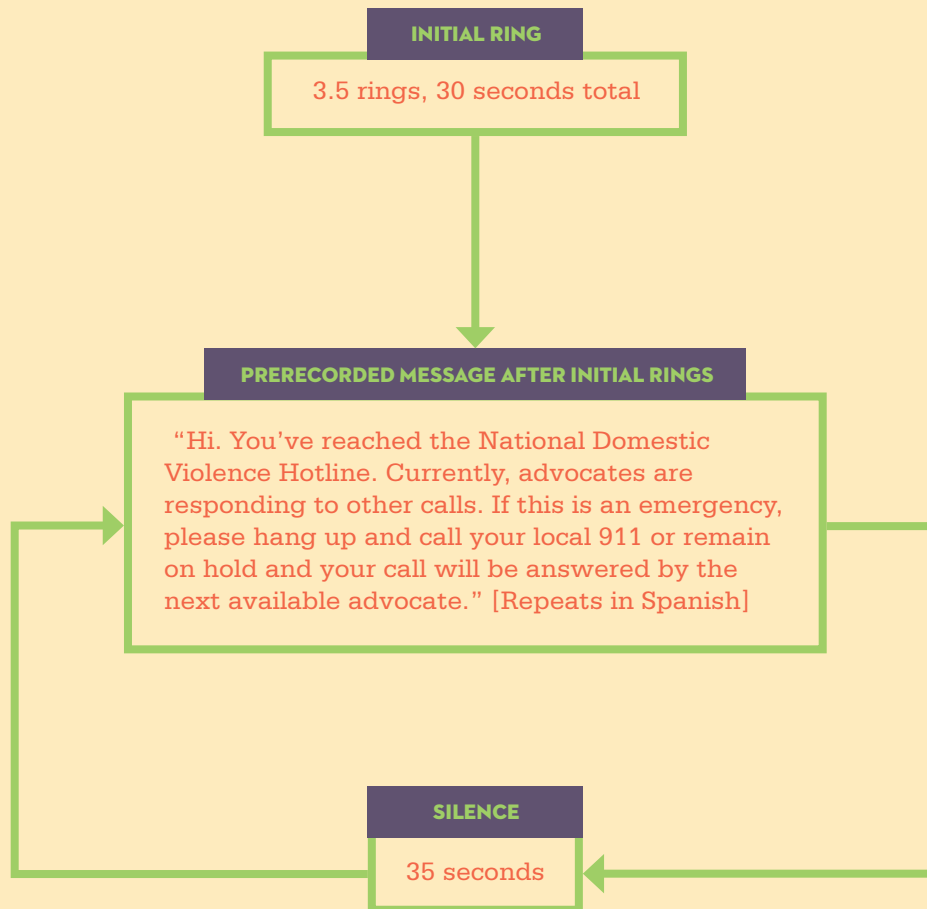 INITIAL RING
3.5 rings, 30 seconds total
PRERECORDED MESSAGE AFTER INITIAL RINGS
“Hi. You’ve reached the National Domestic
Violence Hotline. Currently, advocates are
responding to other calls. If this is an emergency,
please hang up and call your local 911 or remain
on hold and your call will be answered by the
next available advocate.” [Repeats in Spanish]
SILENCE
35 seconds